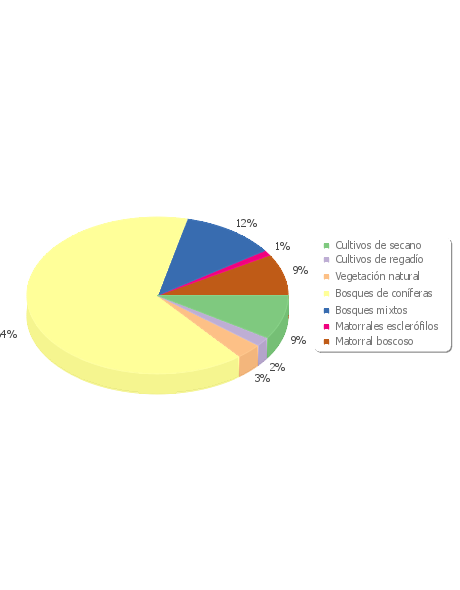 12%
1%
9%
4%
9%
2%
3%
Cultivos de secano
Cultivos de regadío
Vegetación natural
Bosques de coníferas
Bosques mixtos
Matorrales esclerófilos
Matorral boscoso